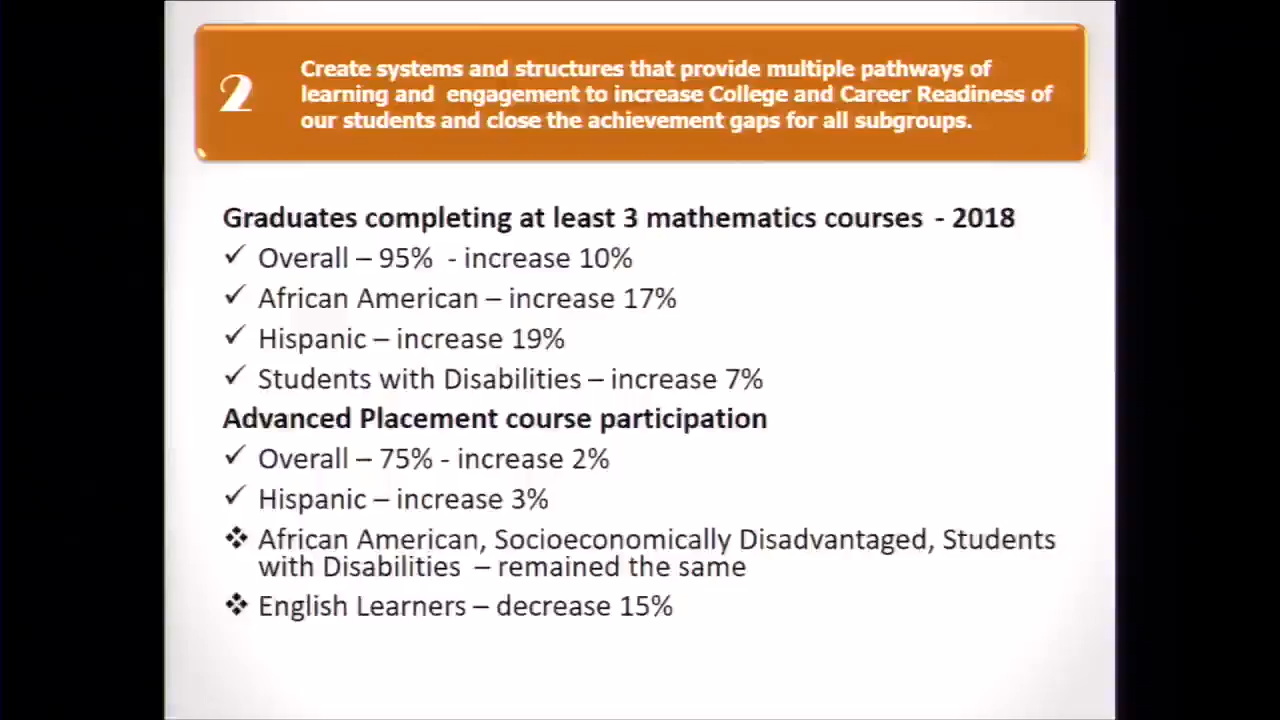 2
Create systems and structures that provide multiple pathways of
learning and engagement to increase College and Career Readiness of
our students and close the achievement gaps for all subgroups.
Graduates completing at least 3 mathematics courses - 2018
✓ Overall – 95% - increase 10%
✓ African American – increase 17%
✓ Hispanic – increase 19%
✓ Students with Disabilities – increase 7%
Advanced Placement course participation
✓ Overall – 75% - increase 2%
✓ Hispanic – increase 3%
❖ African American, Socioeconomically Disadvantaged, Students
with Disabilities – remained the same
❖ English Learners – decrease 15%